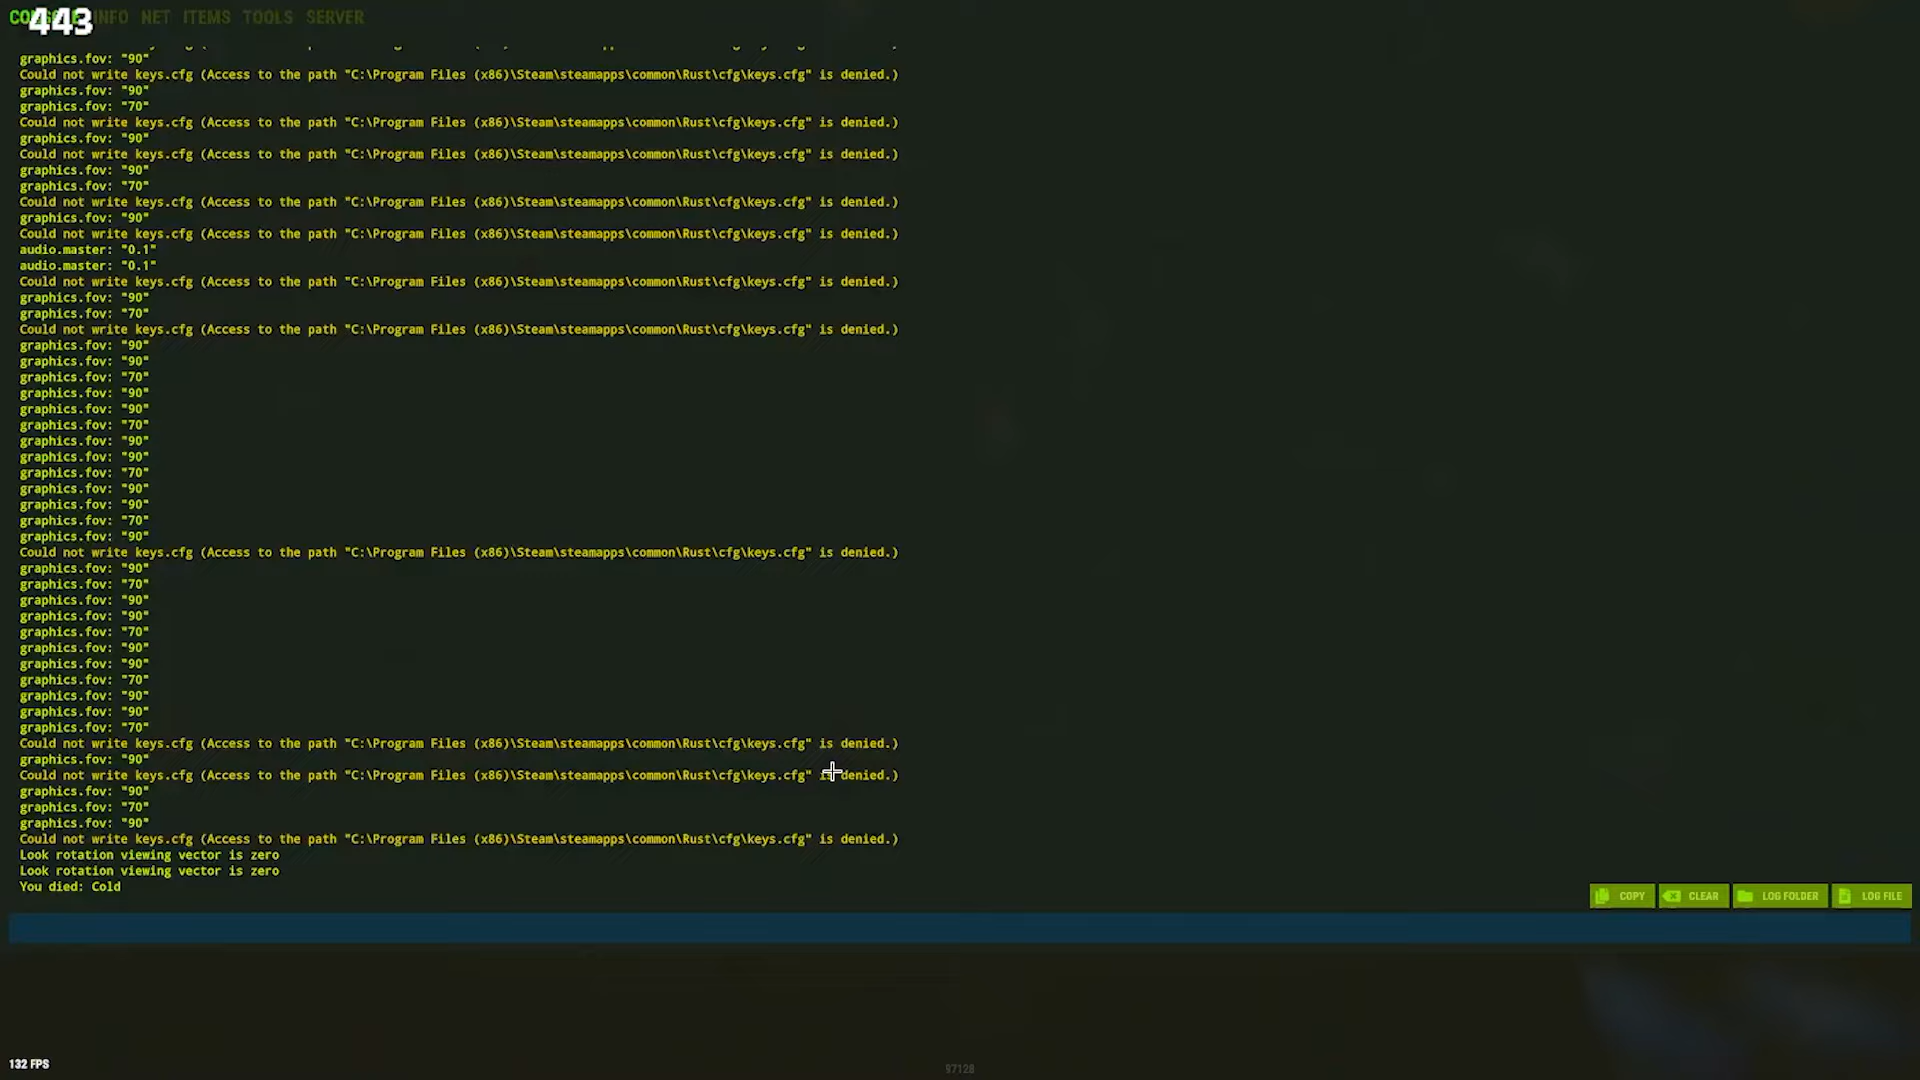 443
INFO NET ITEMS TOOLS SERVER
graphics.fov: "90"
Could not write keys.cfg (Access to the path "C:\Program Files (x86)\Steam\steamapps\common\Rust\cfg\keys.cfg" is denied.)
graphics.fov: "90"
graphics.fov: "70"
Could not write keys.cfg (Access to the path "C:\Program Files (x86)\Steam\steamapps\common\Rust\cfg\keys.cfg" is denied.)
graphics.fov: "90"
Could not write keys.cfg (Access to the path "C:\Program Files (x86)\Steam\steamapps\common\Rust\cfg\keys.cfg" is denied.)
graphics.fov: "90"
graphics.fov: "70"
Could not write keys.cfg (Access to the path "C:\Program Files (x86)\Steam\steamapps\common\Rust\cfg\keys.cfg" is denied.)
graphics.fov: "90"
Could not write keys.cfg (Access to the path "C:\Program Files (x86)\Steam\steamapps\common\Rust\cfg\keys.cfg" is denied.)
audio.master: "0.1"
audio.master: "0.1"
Could not write keys.cfg (Access to the path "C:\Program Files (x86)\Steam\steamapps\common\Rust\cfg\keys.cfg" is denied.)
graphics.fov: "90"
graphics.fov: "70"
Could not write keys.cfg (Access to the path "C:\Program Files (x86)\Steam\steamapps\common\Rust\cfg\keys.cfg" is denied.)
graphics.fov: "90"
graphics.fov: "90"
graphics.fov: "70"
graphics.fov: "90"
graphics.fov: "90"
graphics.fov: "70"
graphics.fov: "90"
graphics.fov: "90"
graphics.fov: "70"
graphics.fov: "90"
graphics.fov: "90"
graphics.fov: "70"
graphics.fov: "90"
Could not write keys.cfg (Access to the path "C:\Program Files (x86)\Steam\steamapps\common\Rust\cfg\keys.cfg" is denied.)
graphics.fov: "90"
graphics.fov: "70"
graphics.fov: "90"
graphics.fov: "90"
graphics.fov: "70"
graphics.fov: "90"
graphics.fov: "90"
graphics.fov: "70"
graphics.fov: "90"
graphics.fov: "90"
graphics.fov: "70"
Could not write keys.cfg (Access to the path "C:\Program Files (x86)\Steam\steamapps\common\Rust\cfg\keys.cfg" is denied.)
graphics.fov: "90"
Could not write keys.cfg (Access to the path "C:\Program Files (x86)\Steam\steamapps\common\Rust\cfg\keys.cfg" is denied.)
graphics.fov: "90"
graphics.fov: "70"
graphics.fov: "90"
Could not write keys.cfg (Access to the path "C:\Program Files (x86)\Steam\steamapps\common\Rust\cfg\keys.cfg" is denied.)
Look rotation viewing vector is zero
Look rotation viewing vector is zero
You died: Cold
COPY CLEAR LOG FOLDER LOG FILE
132 FPS
97128